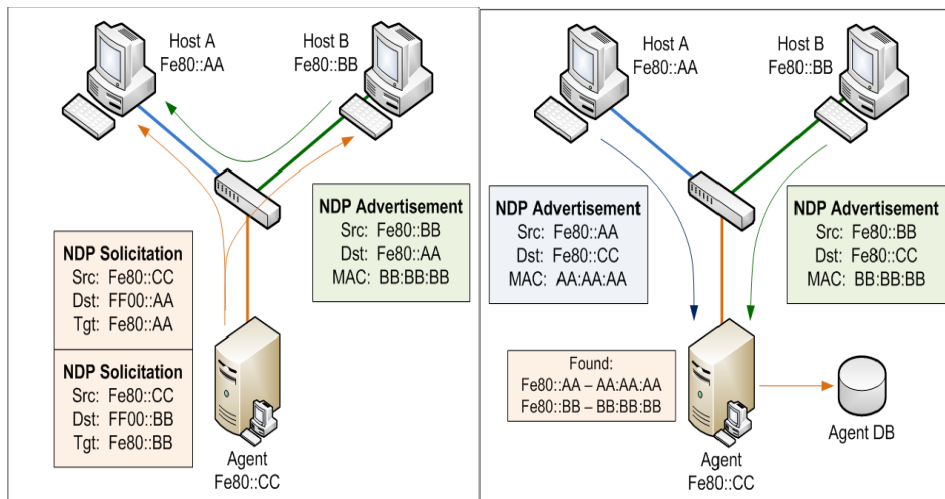 Host A
Fe80::AA
Host B
Fe80::BB
NDP Advertisement
Src: Fe80::BB
Dst: Fe80::AA
MAC: BB:BB:BB
NDP Solicitation
Src: Fe80::CC
Dst: FF00::AA
Tgt: Fe80::AA
NDP Solicitation
Src: Fe80::CC
Dst: FF00::BB
Tgt: Fe80::BB
Agent
Fe80::CC
Host A
Fe80::AA
Host B
Fe80::BB
NDP Advertisement
Src: Fe80::AA
Dst: Fe80::CC
MAC: AA:AA:AA
NDP Advertisement
Src: Fe80::BB
Dst: Fe80::CC
MAC: BB:BB:BB
Found:
Fe80::AA – AA:AA:AA
Fe80::BB – BB:BB:BB
Agent DB
Agent
Fe80::CC